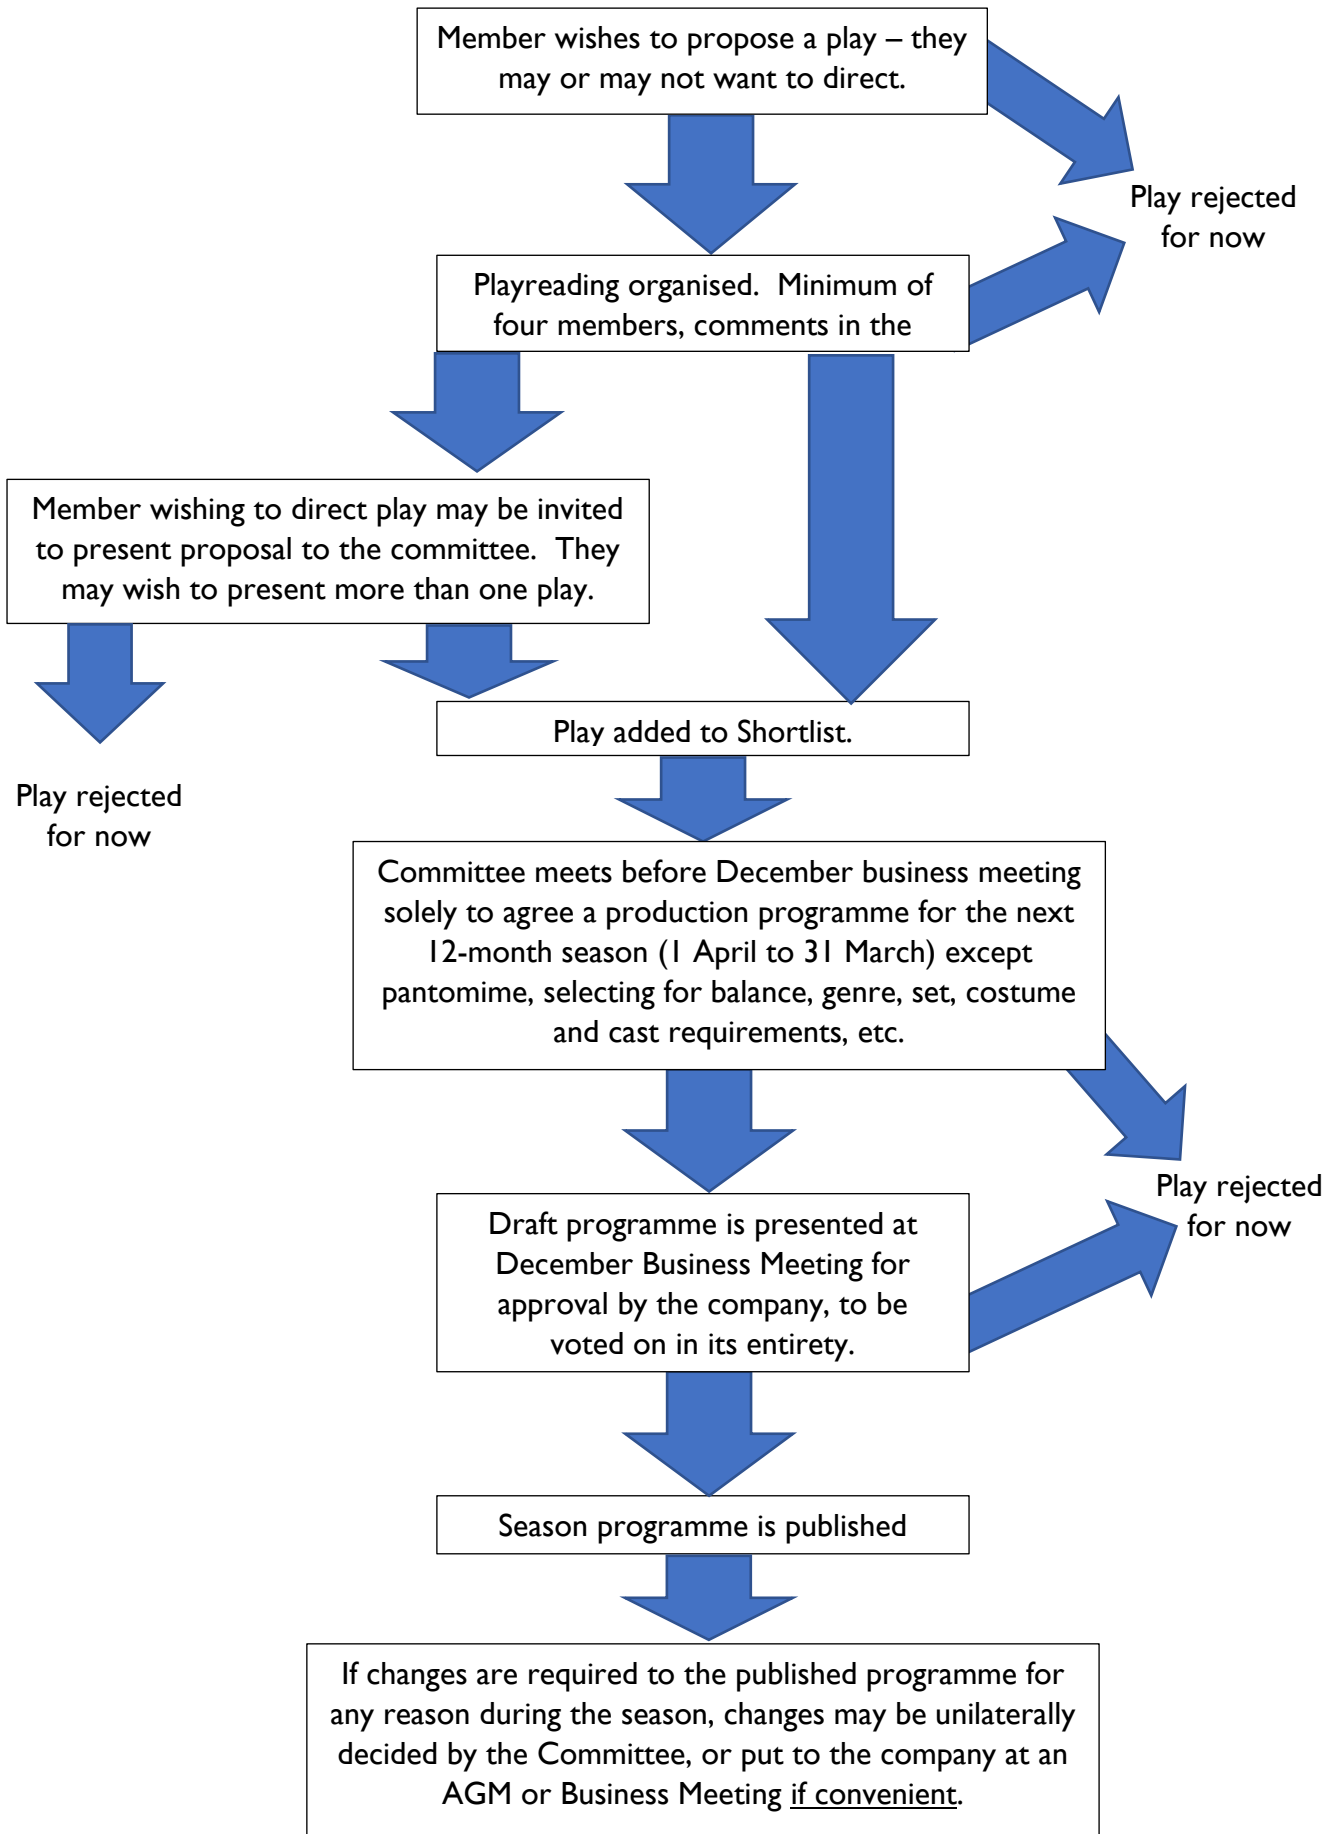 Member wishes to propose a play – they
may or may not want to direct.
Play rejected
for now
Playreading organised.  Minimum of
four members, comments in the
Member wishing to direct play may be invited
to present proposal to the committee.  They
may wish to present more than one play.
Play added to Shortlist.
Play rejected
for now
Committee meets before December business meeting
solely to agree a production programme for the next
12-month season (1 April to 31 March) except
pantomime, selecting for balance, genre, set, costume
and cast requirements, etc.
Play rejected
for now
Draft programme is presented at
December Business Meeting for
approval by the company, to be
voted on in its entirety.
Season programme is published
If changes are required to the published programme for
any reason during the season, changes may be unilaterally
decided by the Committee, or put to the company at an
AGM or Business Meeting if convenient.